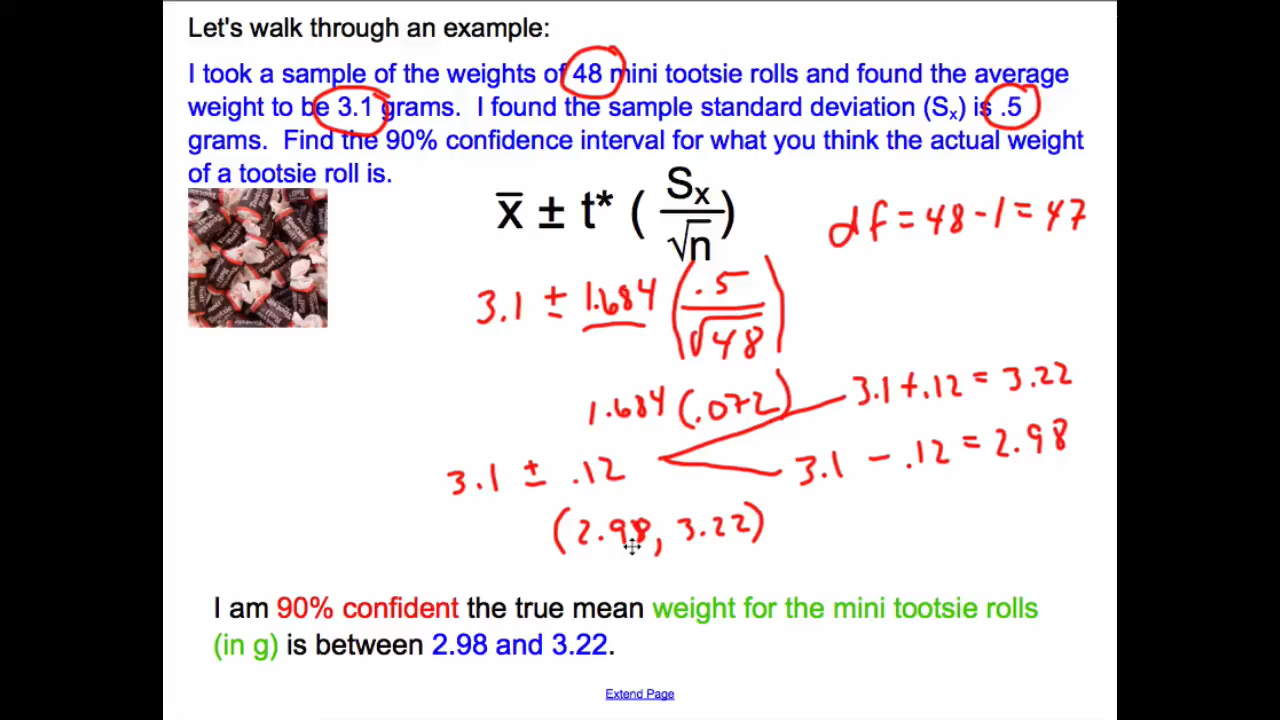 Let's walk through an example:
I took a sample of the weights of 48 mini tootsie rolls and found the average
weight to be 3.1 grams. I found the sample standard deviation (Sₓ) is .5
grams. Find the 90% confidence interval for what you think the actual weight
of a tootsie roll is.
x̅ ± t* ( Sₓ / √n )
df = 48 - 1 = 47
3.1 ± 1.684 ( .5 / √48 )
1.684 (.072)
3.1 + .12 = 3.22
3.1 ± .12
3.1 - .12 = 2.98
(2.98, 3.22)
I am 90% confident the true mean weight for the mini tootsie rolls
(in g) is between 2.98 and 3.22.
Extend Page